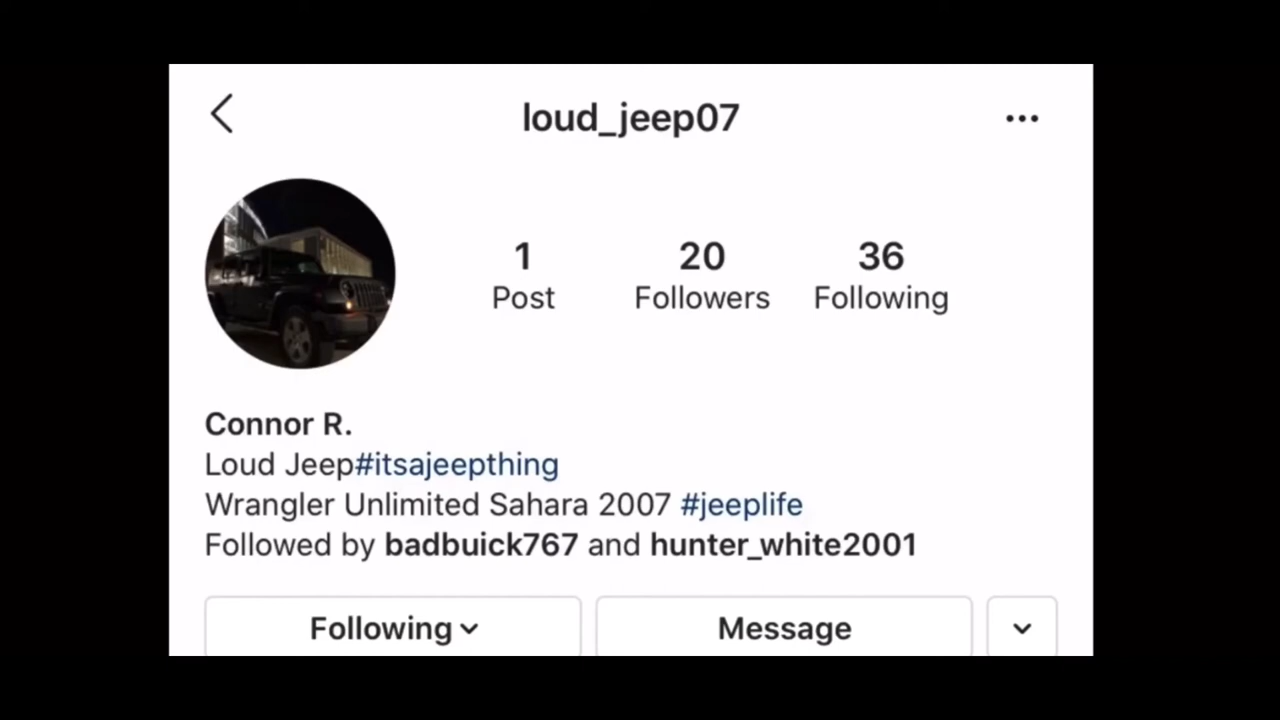 loud_jeep07
1 20 36
Post Followers Following
Connor R.
Loud Jeep#itsajeepthing
Wrangler Unlimited Sahara 2007 #jeeplife
Followed by badbuick767 and hunter_white2001
Following Message